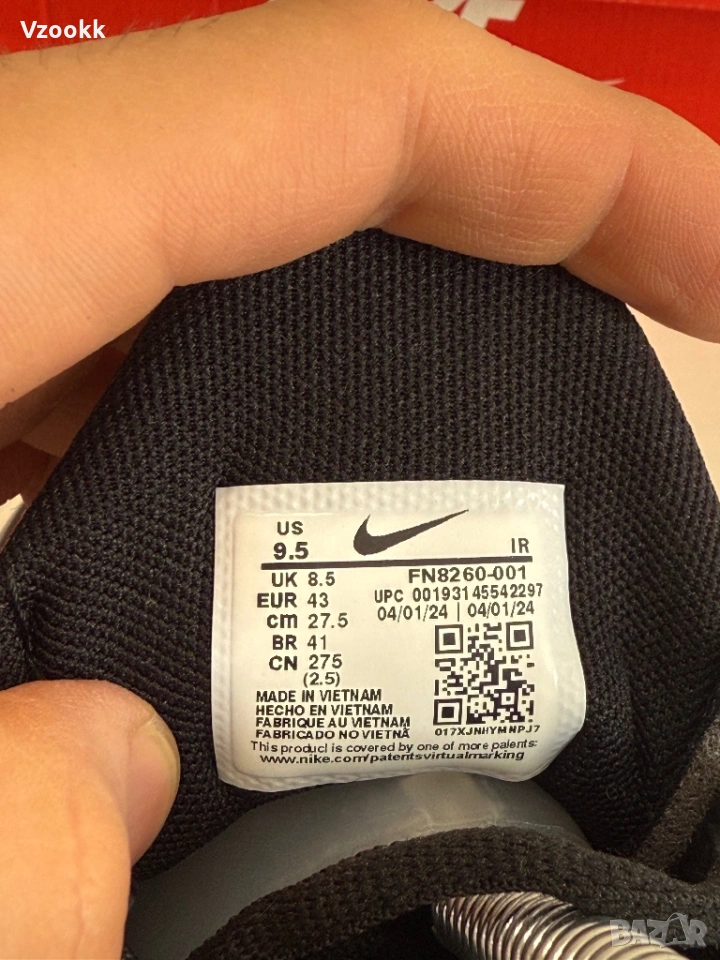 Vzookk
US
9.5
IR
UK 8.5
EUR 43
cm 27.5
BR 41
CN 275
(2.5)
FN8260-001
UPC 00193145542297
04/01/24 | 04/01/24
017XJNHYMNPJ7
MADE IN VIETNAM
HECHO EN VIETNAM
FABRIQUE AU VIETNAM
FABRICADO NO VIETNÃ
This product is covered by one of more patents:
www.nike.com/patentsvirtualmarking
BAZAR